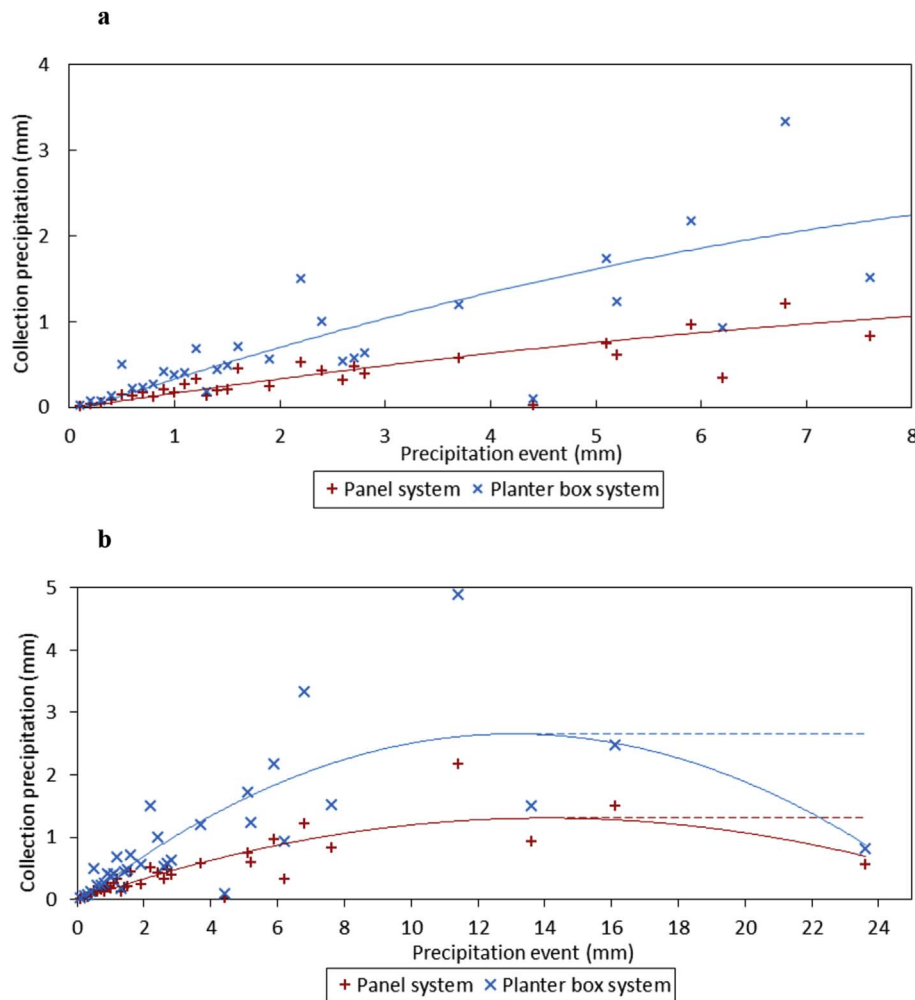 a
4
3
2
1
0
Collection precipitation (mm)
0 1 2 3 4 5 6 7 8
Precipitation event (mm)
Panel system Planter box system
b
5
4
3
2
1
0
Collection precipitation (mm)
0 2 4 6 8 10 12 14 16 18 20 22 24
Precipitation event (mm)
Panel system Planter box system